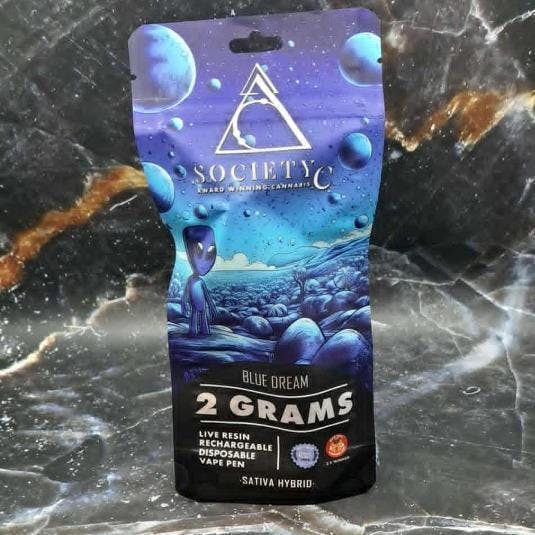 SOCIETY C
AWARD WINNING CANNABIS
BLUE DREAM
2 GRAMS
LIVE RESIN
RECHARGEABLE
DISPOSABLE
VAPE PEN
·SATIVA HYBRID·